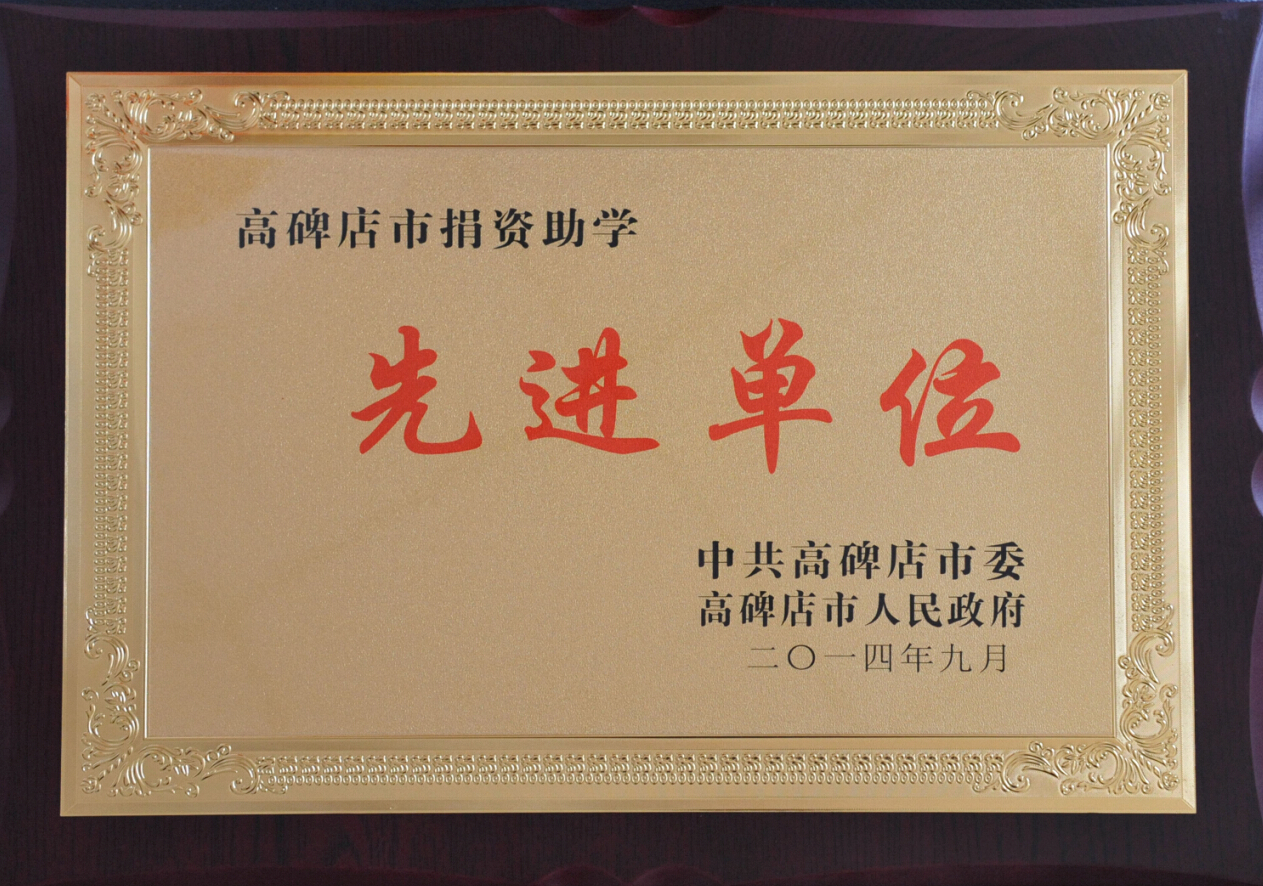 高碑店市捐资助学
先进单位
中共高碑店市委
高碑店市人民政府
二〇一四年九月